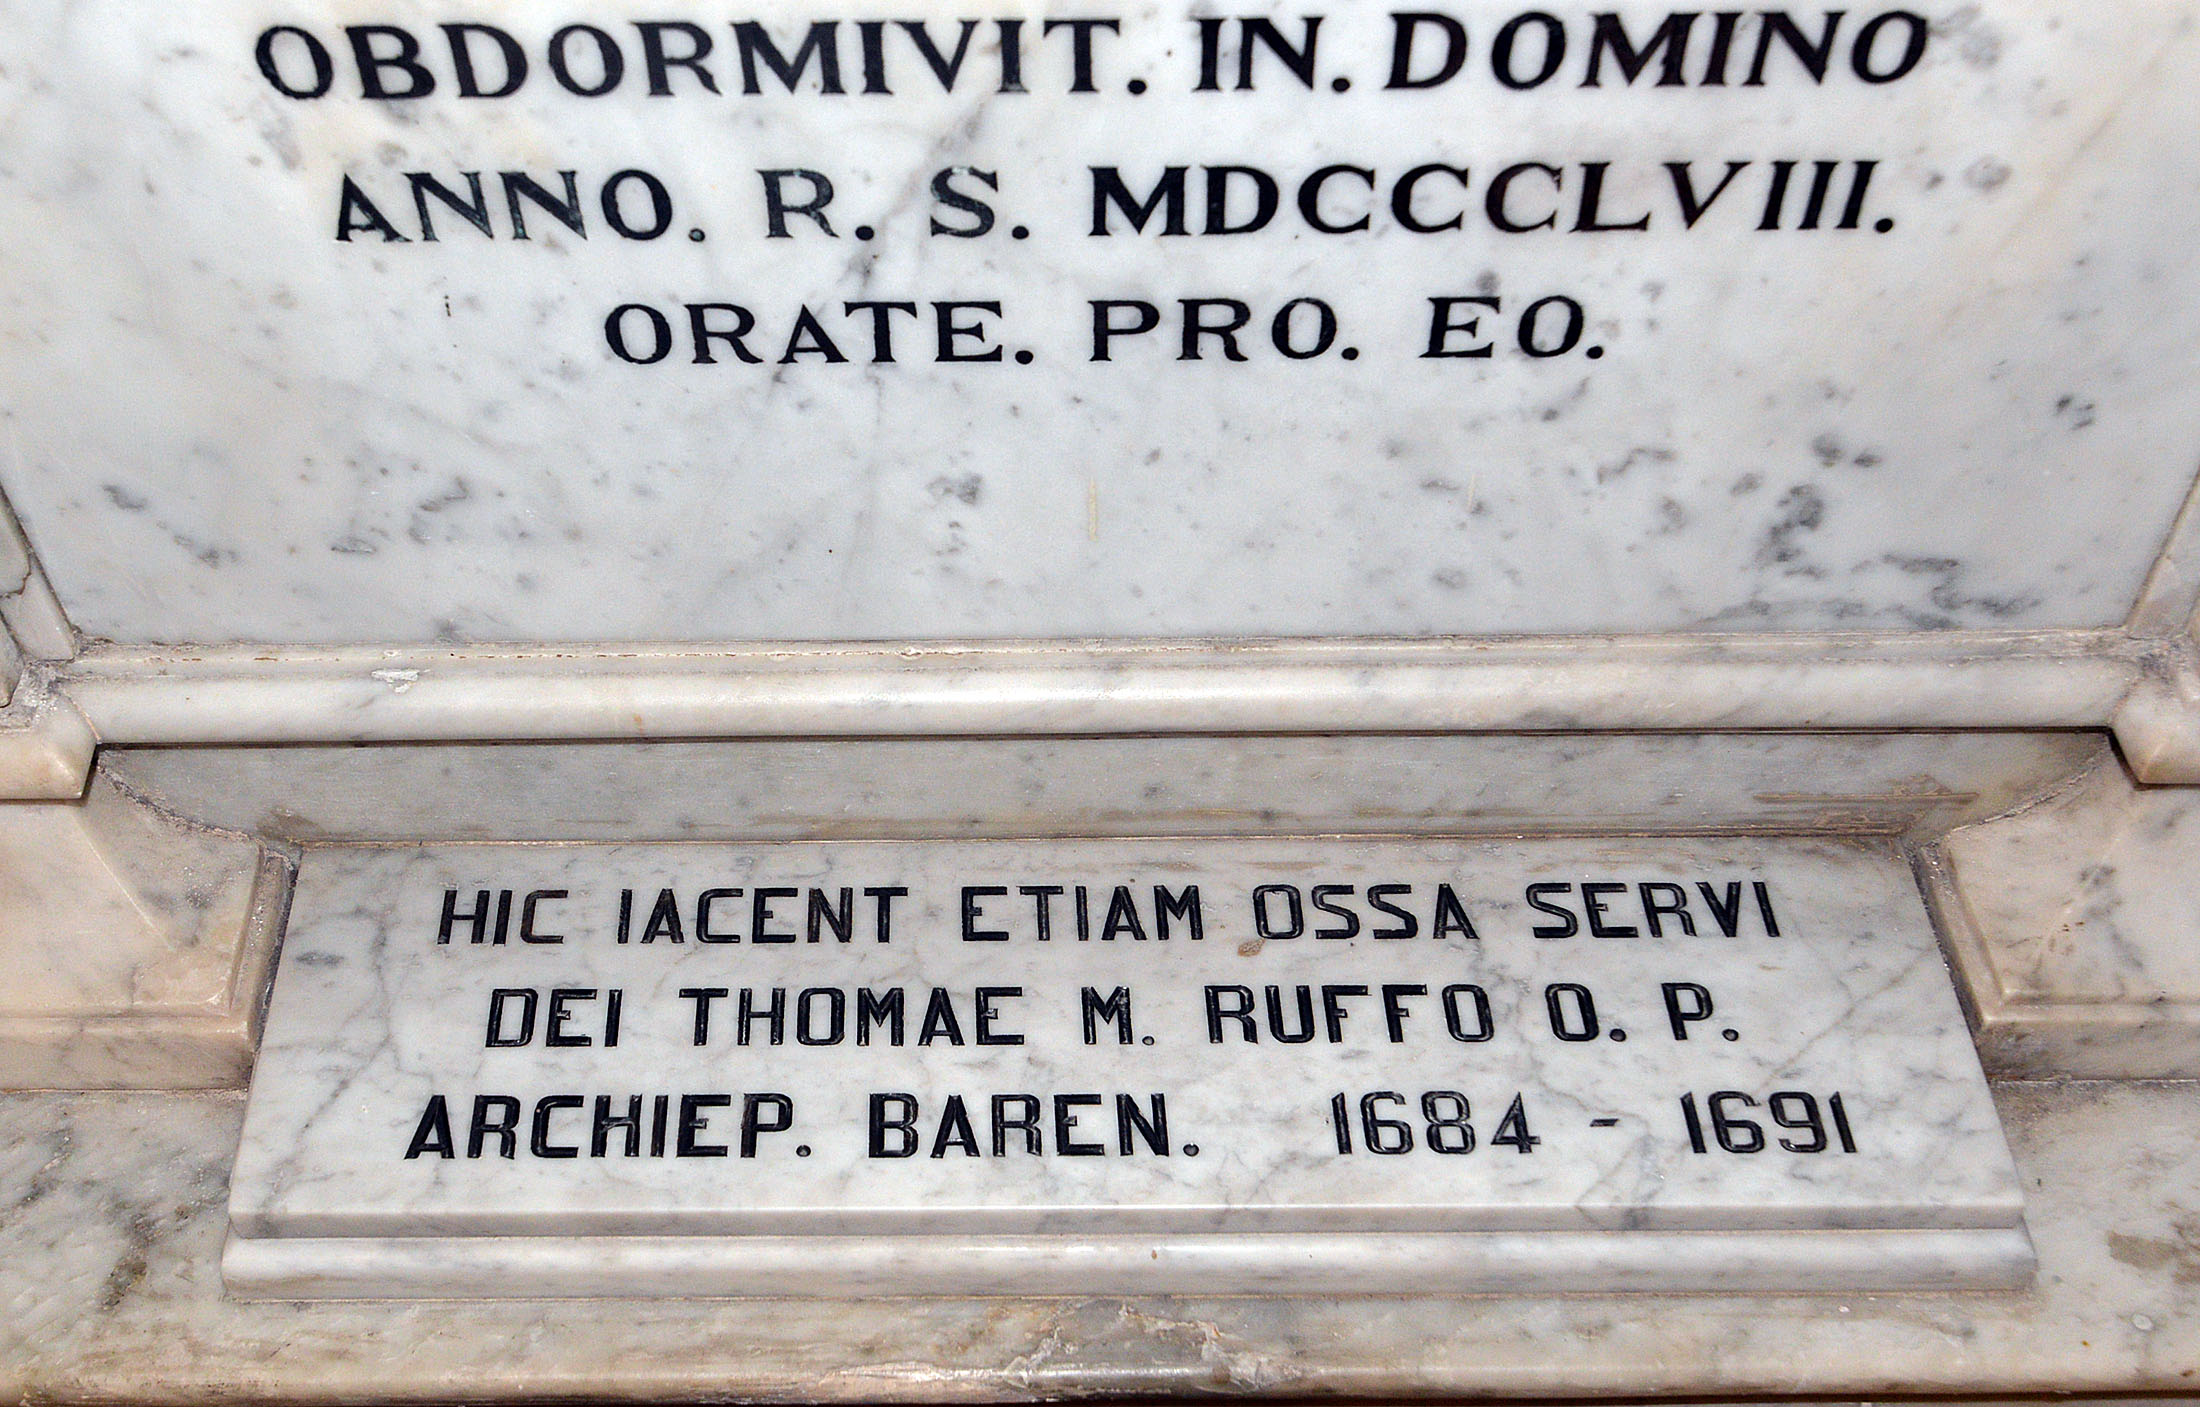 OBDORMIVIT. IN. DOMINO
ANNO. R. S. MDCCCLVIII.
ORATE. PRO. EO.
HIC IACENT ETIAM OSSA SERVI
DEI THOMAE M. RUFFO O. P.
ARCHIEP. BAREN. 1684 - 1691